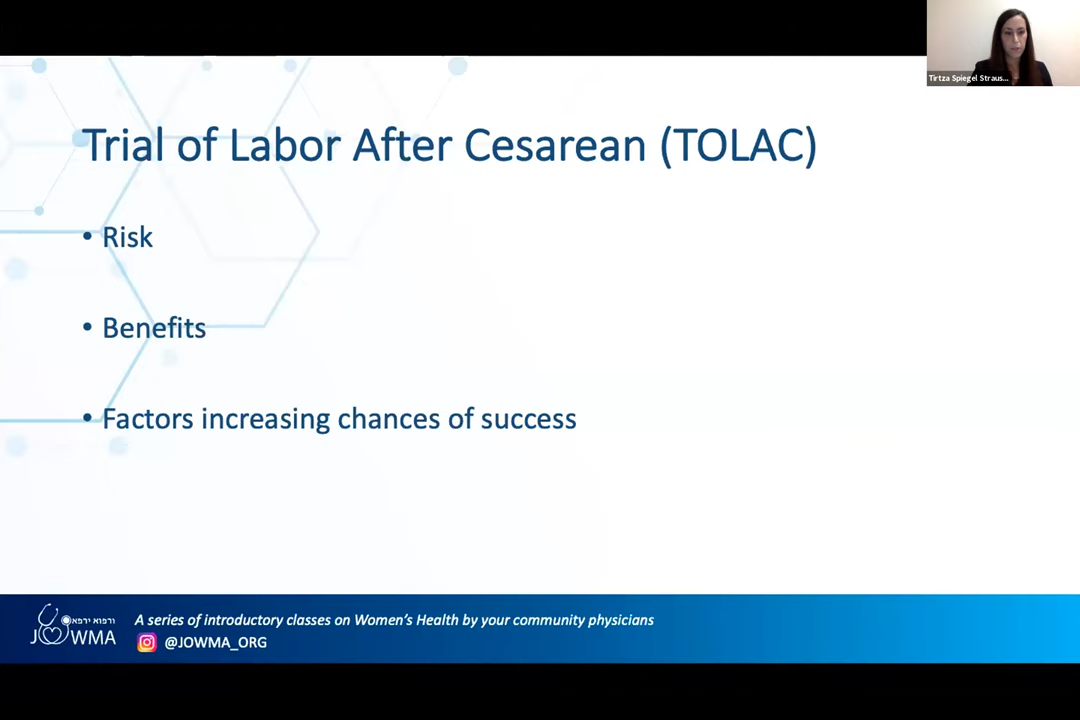 Tirtza Spiegel Straus...
Trial of Labor After Cesarean (TOLAC)
• Risk
• Benefits
• Factors increasing chances of success
ורפוא ירפא
JOWMA
A series of introductory classes on Women's Health by your community physicians
@JOWMA_ORG